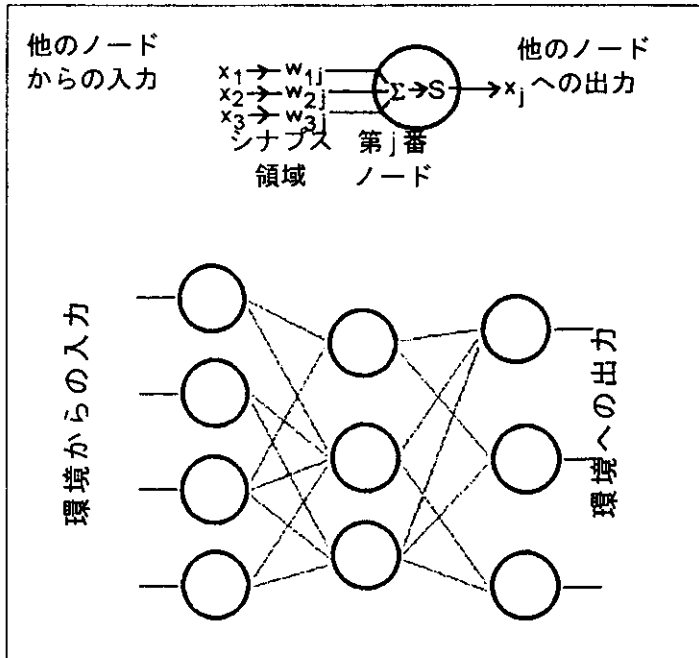 他のノード
からの入力
x1→w1j
x2→w2j
x3→w3j
Σ→S
→xj
他のノード
への出力
シナプス
領域
第j番
ノード
環境からの入力
環境への出力